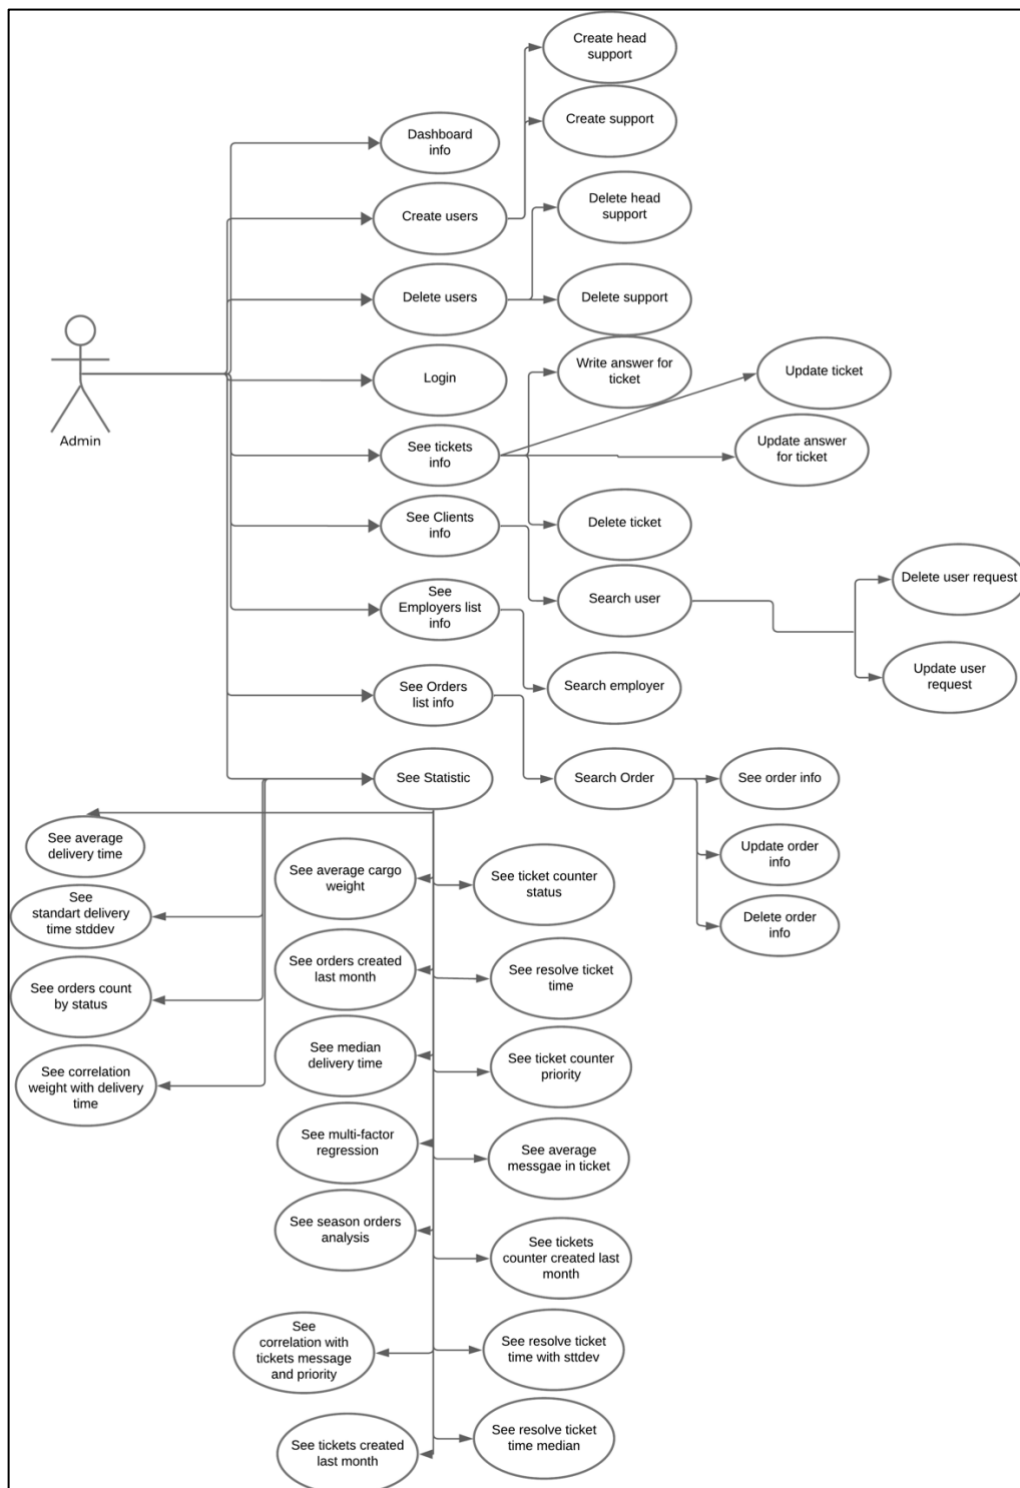 Create head
support
Create support
Dashboard
info
Delete head
support
Create users
Delete users
Delete support
Write answer for
ticket
Update ticket
Login
Admin
See tickets
info
Update answer
for ticket
See Clients
info
Delete ticket
See
Employers list
info
Search user
Delete user request
Update user
request
See Orders
list info
Search employer
See Statistic
Search Order
See order info
See average
delivery time
Update order
info
See average cargo
weight
See ticket counter
status
See
standart delivery
time stddev
Delete order
info
See orders count
by status
See orders created
last month
See resolve ticket
time
See correlation
weight with delivery
time
See median
delivery time
See ticket counter
priority
See multi-factor
regression
See average
messgae in ticket
See season orders
analysis
See tickets
counter created last
month
See
correlation with
tickets message
and priority
See resolve ticket
time with sttdev
See tickets created
last month
See resolve ticket
time median